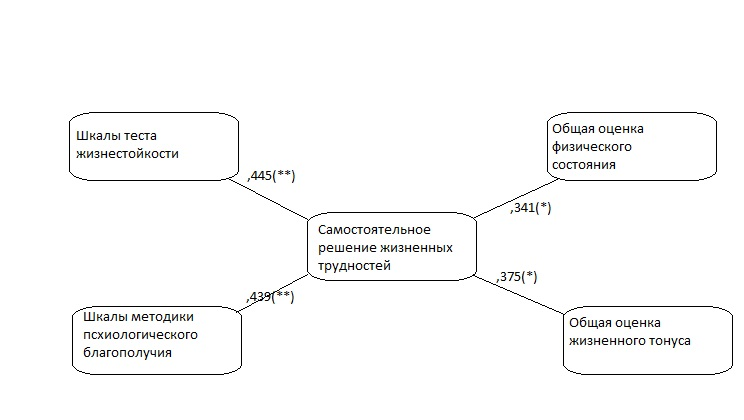 Шкалы теста
жизнестойкости
Общая оценка
физического
состояния
,445(**)
,341(*)
Самостоятельное
решение жизненных
трудностей
,439(**)
,375(*)
Шкалы методики
псхиологического
благополучия
Общая оценка
жизненного тонуса